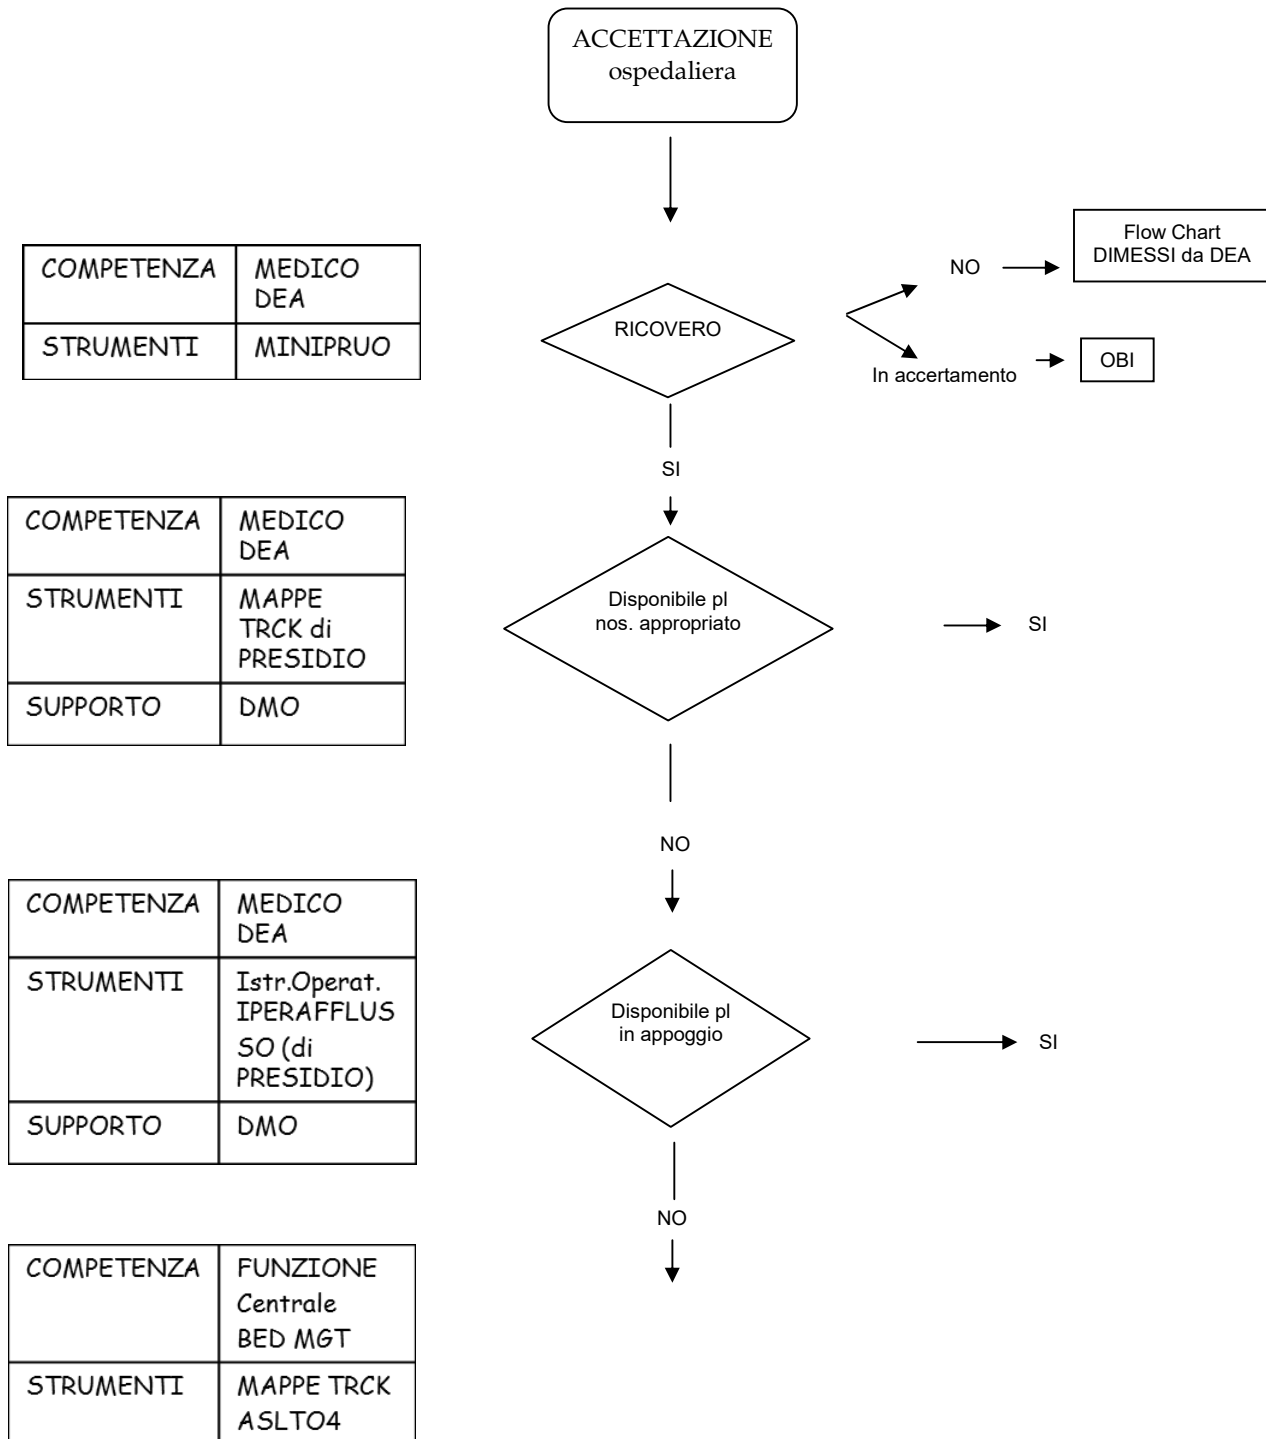 ACCETTAZIONE
ospedaliera
Flow Chart
DIMESSI da DEA
NO
COMPETENZA
MEDICO
DEA
STRUMENTI
MINIPRUO
RICOVERO
In accertamento
OBI
SI
COMPETENZA
MEDICO
DEA
STRUMENTI
MAPPE
TRCK di
PRESIDIO
SUPPORTO
DMO
Disponibile pl
nos. appropriato
SI
NO
COMPETENZA
MEDICO
DEA
STRUMENTI
Istr.Operat.
IPERAFFLUS
SO (di
PRESIDIO)
SUPPORTO
DMO
Disponibile pl
in appoggio
SI
NO
COMPETENZA
FUNZIONE
Centrale
BED MGT
STRUMENTI
MAPPE TRCK
ASLTO4